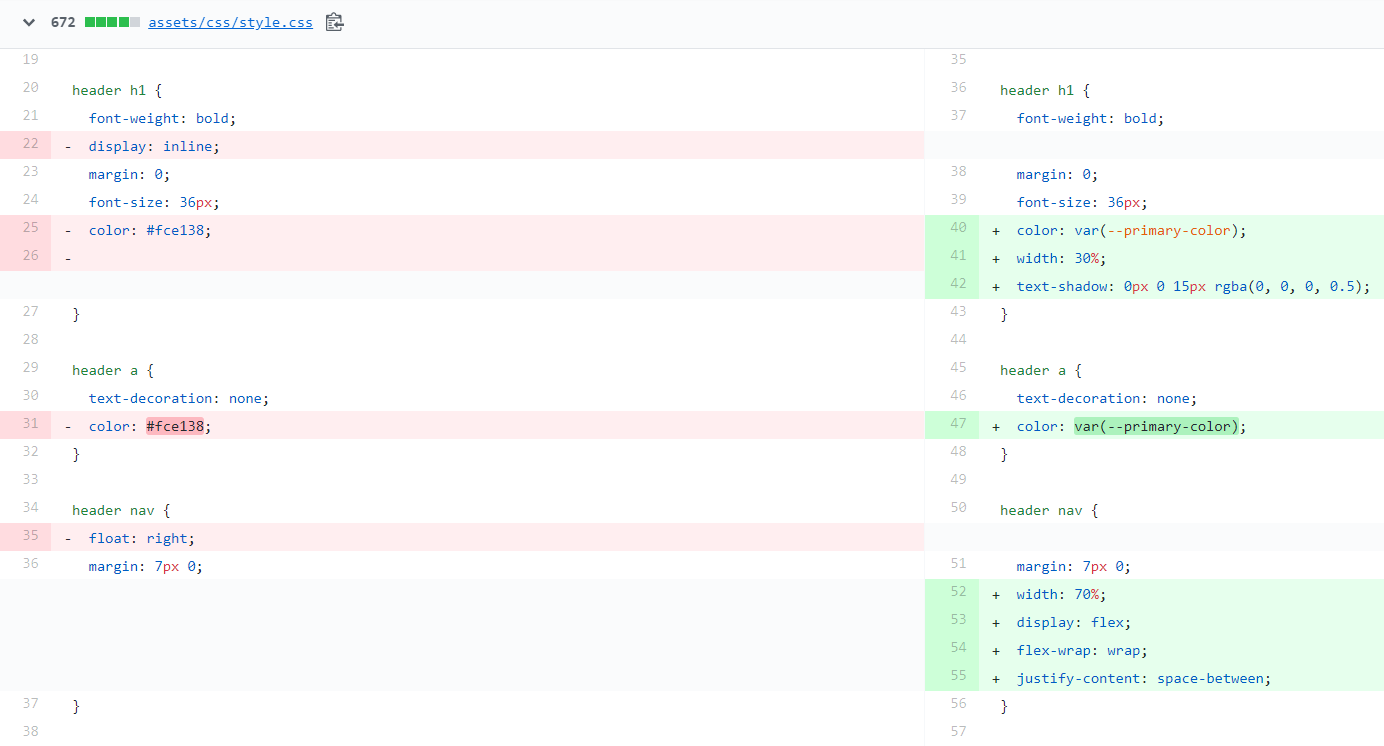 672 assets/css/style.css
19 35
20 header h1 { 36 header h1 {
21 font-weight: bold; 37 font-weight: bold;
22 - display: inline;
23 margin: 0; 38 margin: 0;
24 font-size: 36px; 39 font-size: 36px;
25 - color: #fce138; 40 + color: var(--primary-color);
26 - 41 + width: 30%;
42 + text-shadow: 0px 0 15px rgba(0, 0, 0, 0.5);
27 } 43 }
28 44
29 header a { 45 header a {
30 text-decoration: none; 46 text-decoration: none;
31 - color: #fce138; 47 + color: var(--primary-color);
32 } 48 }
33 49
34 header nav { 50 header nav {
35 - float: right;
36 margin: 7px 0; 51 margin: 7px 0;
52 + width: 70%;
53 + display: flex;
54 + flex-wrap: wrap;
55 + justify-content: space-between;
37 } 56 }
38 57